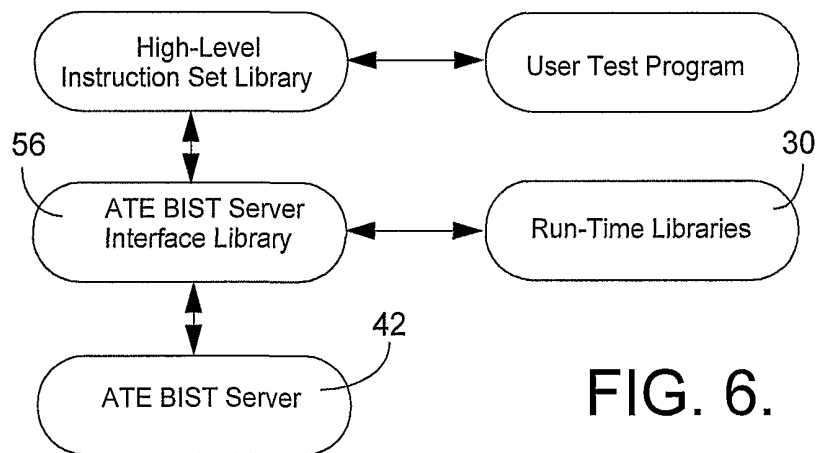 High-Level
Instruction Set Library
User Test Program
56
ATE BIST Server
Interface Library
30
Run-Time Libraries
42
ATE BIST Server
FIG. 6.